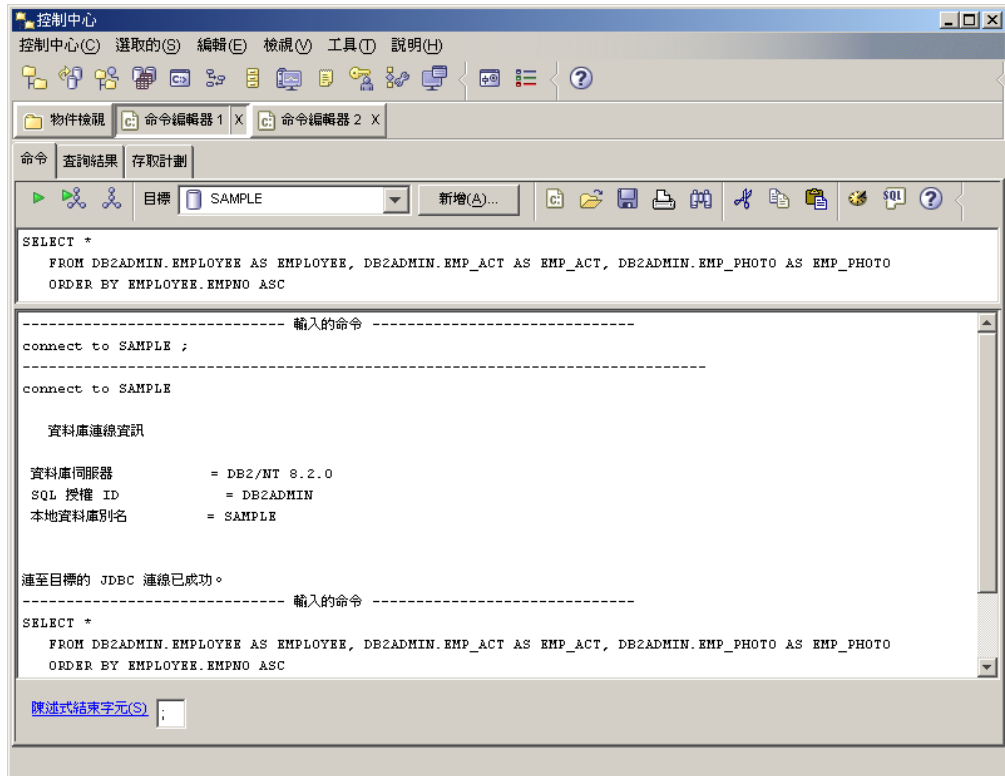 控制中心
控制中心(C) 選取的(S) 編輯(E) 檢視(V) 工具(T) 說明(H)
物件檢視 命令編輯器 1 X 命令編輯器 2 X
命令 查詢結果 存取計劃
目標 SAMPLE 新增(A)... SQL
SELECT *
FROM DB2ADMIN.EMPLOYEE AS EMPLOYEE, DB2ADMIN.EMP_ACT AS EMP_ACT, DB2ADMIN.EMP_PHOTO AS EMP_PHOTO
ORDER BY EMPLOYEE.EMPNO ASC
------------------------------ 輸入的命令 ------------------------------
connect to SAMPLE ;
------------------------------------------------------------------------------
connect to SAMPLE
資料庫連線資訊
資料庫伺服器 = DB2/NT 8.2.0
SQL 授權 ID = DB2ADMIN
本地資料庫別名 = SAMPLE
連至目標的 JDBC 連線已成功。
------------------------------ 輸入的命令 ------------------------------
SELECT *
FROM DB2ADMIN.EMPLOYEE AS EMPLOYEE, DB2ADMIN.EMP_ACT AS EMP_ACT, DB2ADMIN.EMP_PHOTO AS EMP_PHOTO
ORDER BY EMPLOYEE.EMPNO ASC
陳述式結束字元(S) ;